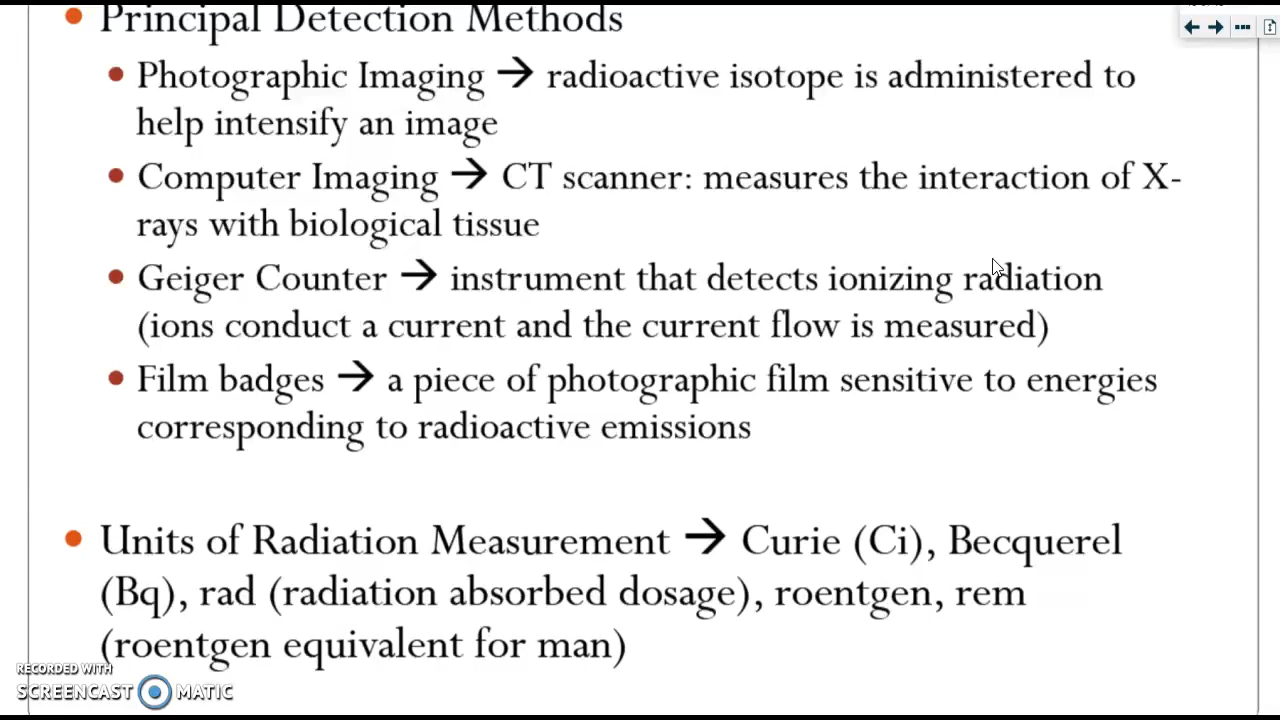 Principal Detection Methods
Photographic Imaging → radioactive isotope is administered to
help intensify an image
Computer Imaging → CT scanner: measures the interaction of X-
rays with biological tissue
Geiger Counter → instrument that detects ionizing radiation
(ions conduct a current and the current flow is measured)
Film badges → a piece of photographic film sensitive to energies
corresponding to radioactive emissions
Units of Radiation Measurement → Curie (Ci), Becquerel
(Bq), rad (radiation absorbed dosage), roentgen, rem
(roentgen equivalent for man)
RECORDED WITH
SCREENCAST MATIC